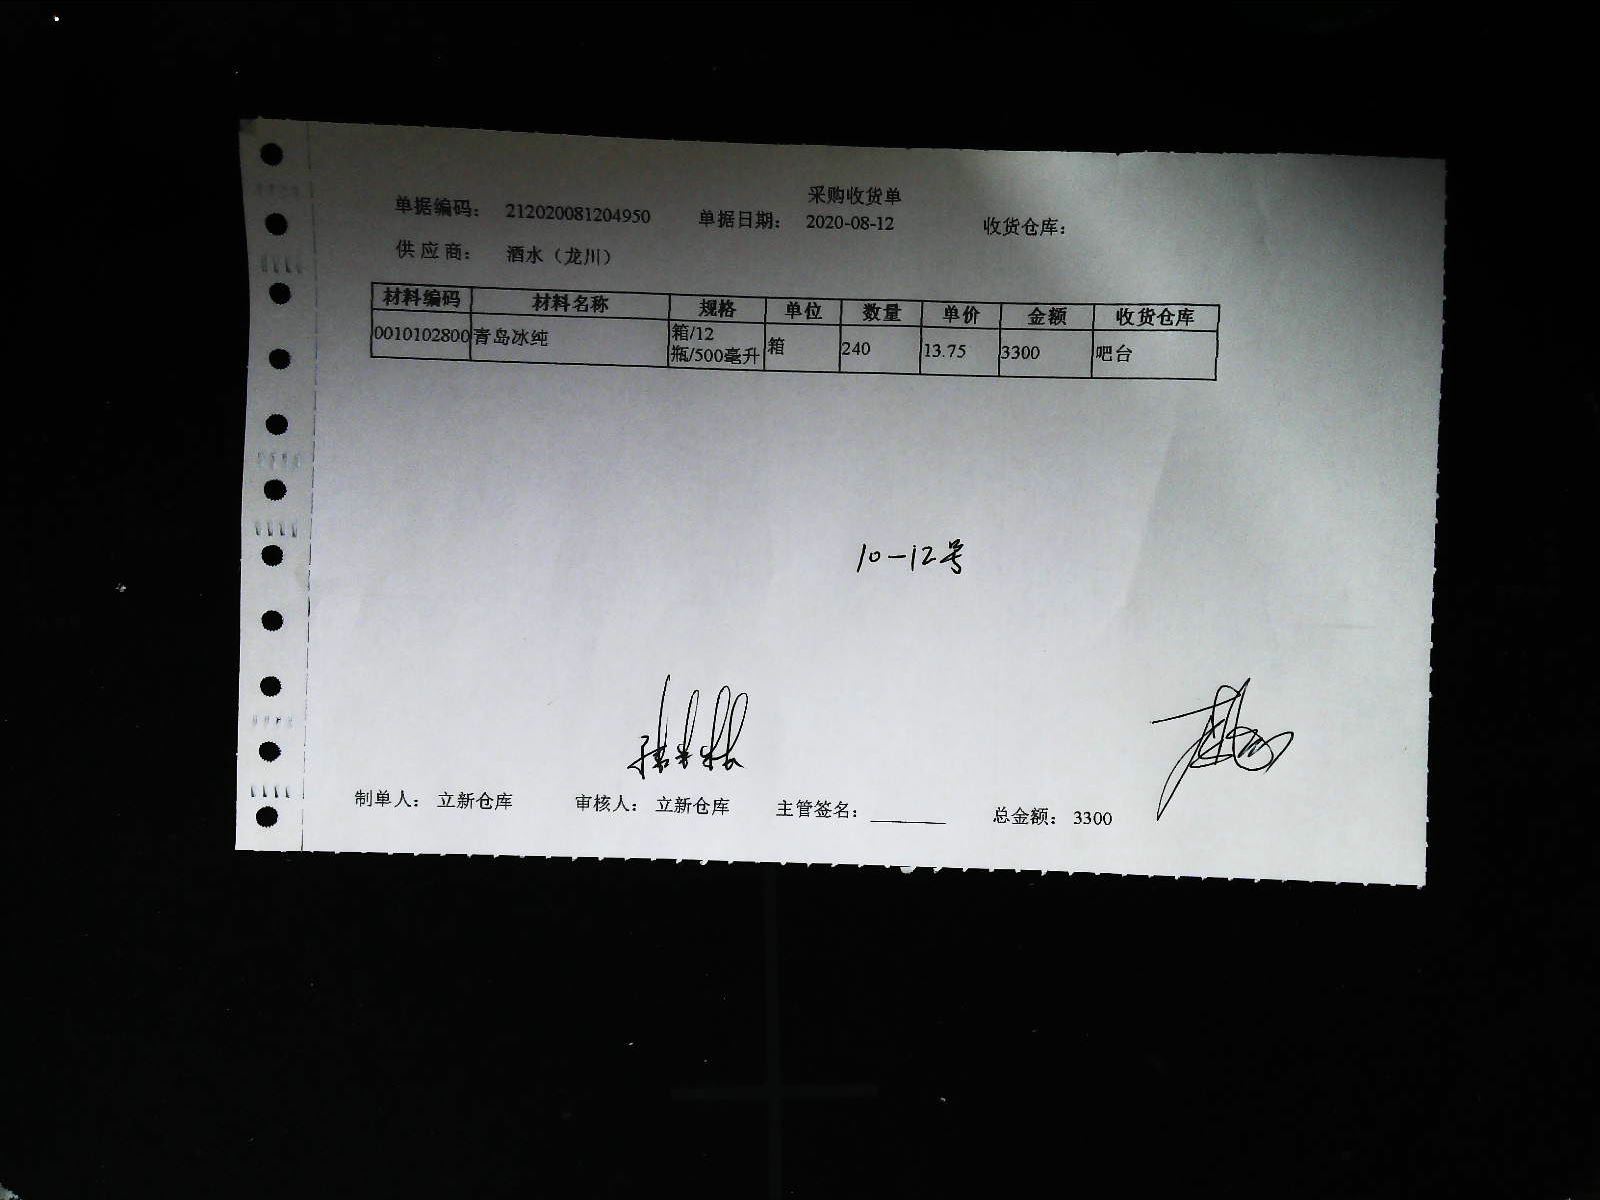 采购收货单
单据编码： 212020081204950 单据日期： 2020-08-12 收货仓库：
供 应 商： 酒水（龙川）
材料编码 材料名称 规格 单位 数量 单价 金额 收货仓库
0010102800 青岛冰纯 箱/12 瓶/500毫升 箱 240 13.75 3300 吧台
10-12号
制单人： 立新仓库 审核人： 立新仓库 主管签名： 总金额： 3300